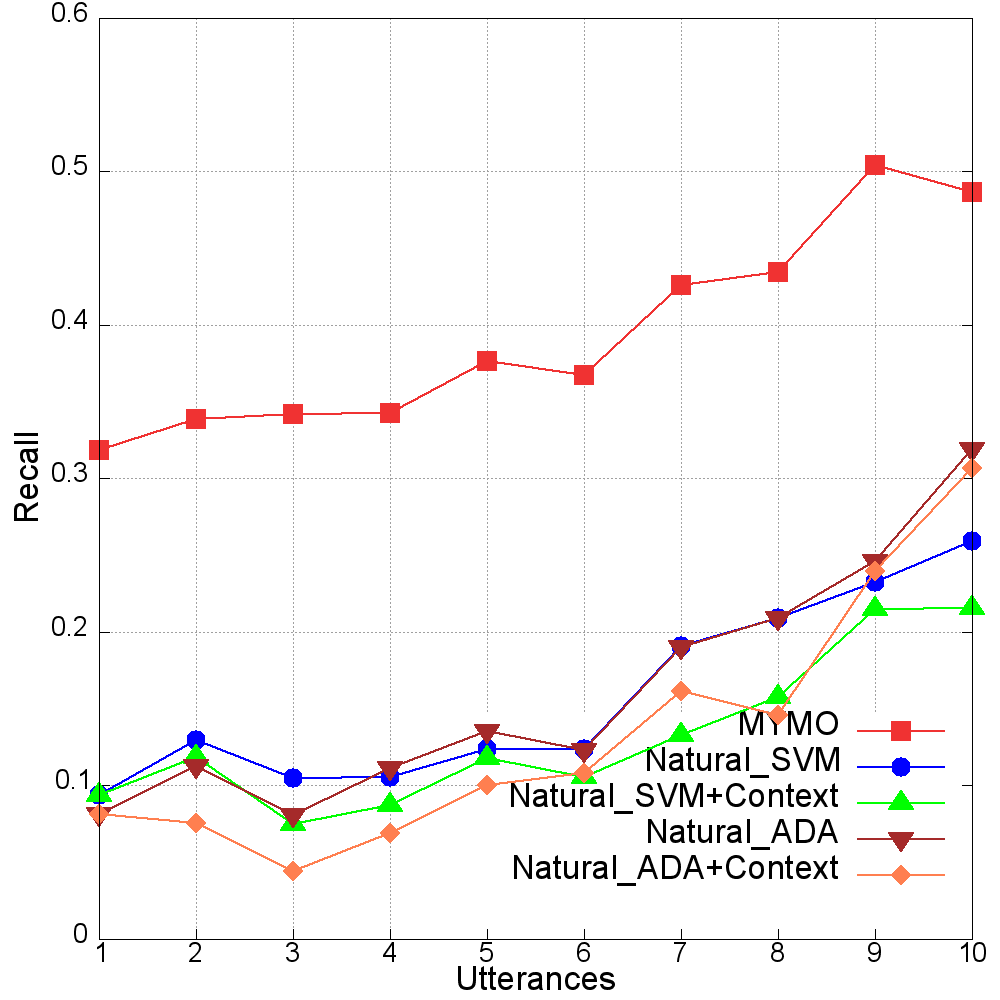 0.6
0.5
0.4
0.3
0.2
0.1
0
Recall
MYMO
Natural_SVM
Natural_SVM+Context
Natural_ADA
Natural_ADA+Context
1 2 3 4 5 6 7 8 9 10
Utterances